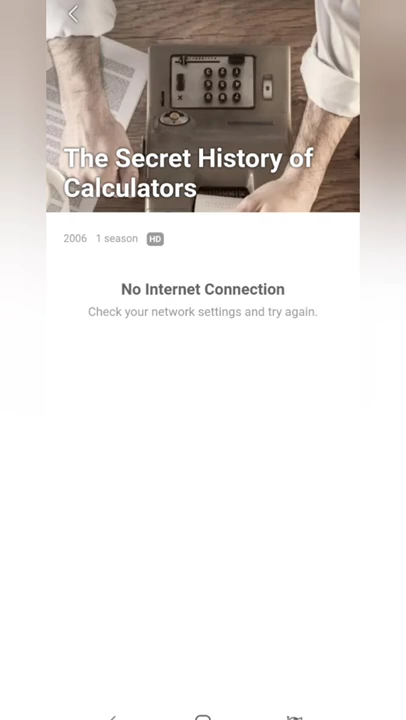 The Secret History of
Calculators
2006 1 season HD
No Internet Connection
Check your network settings and try again.